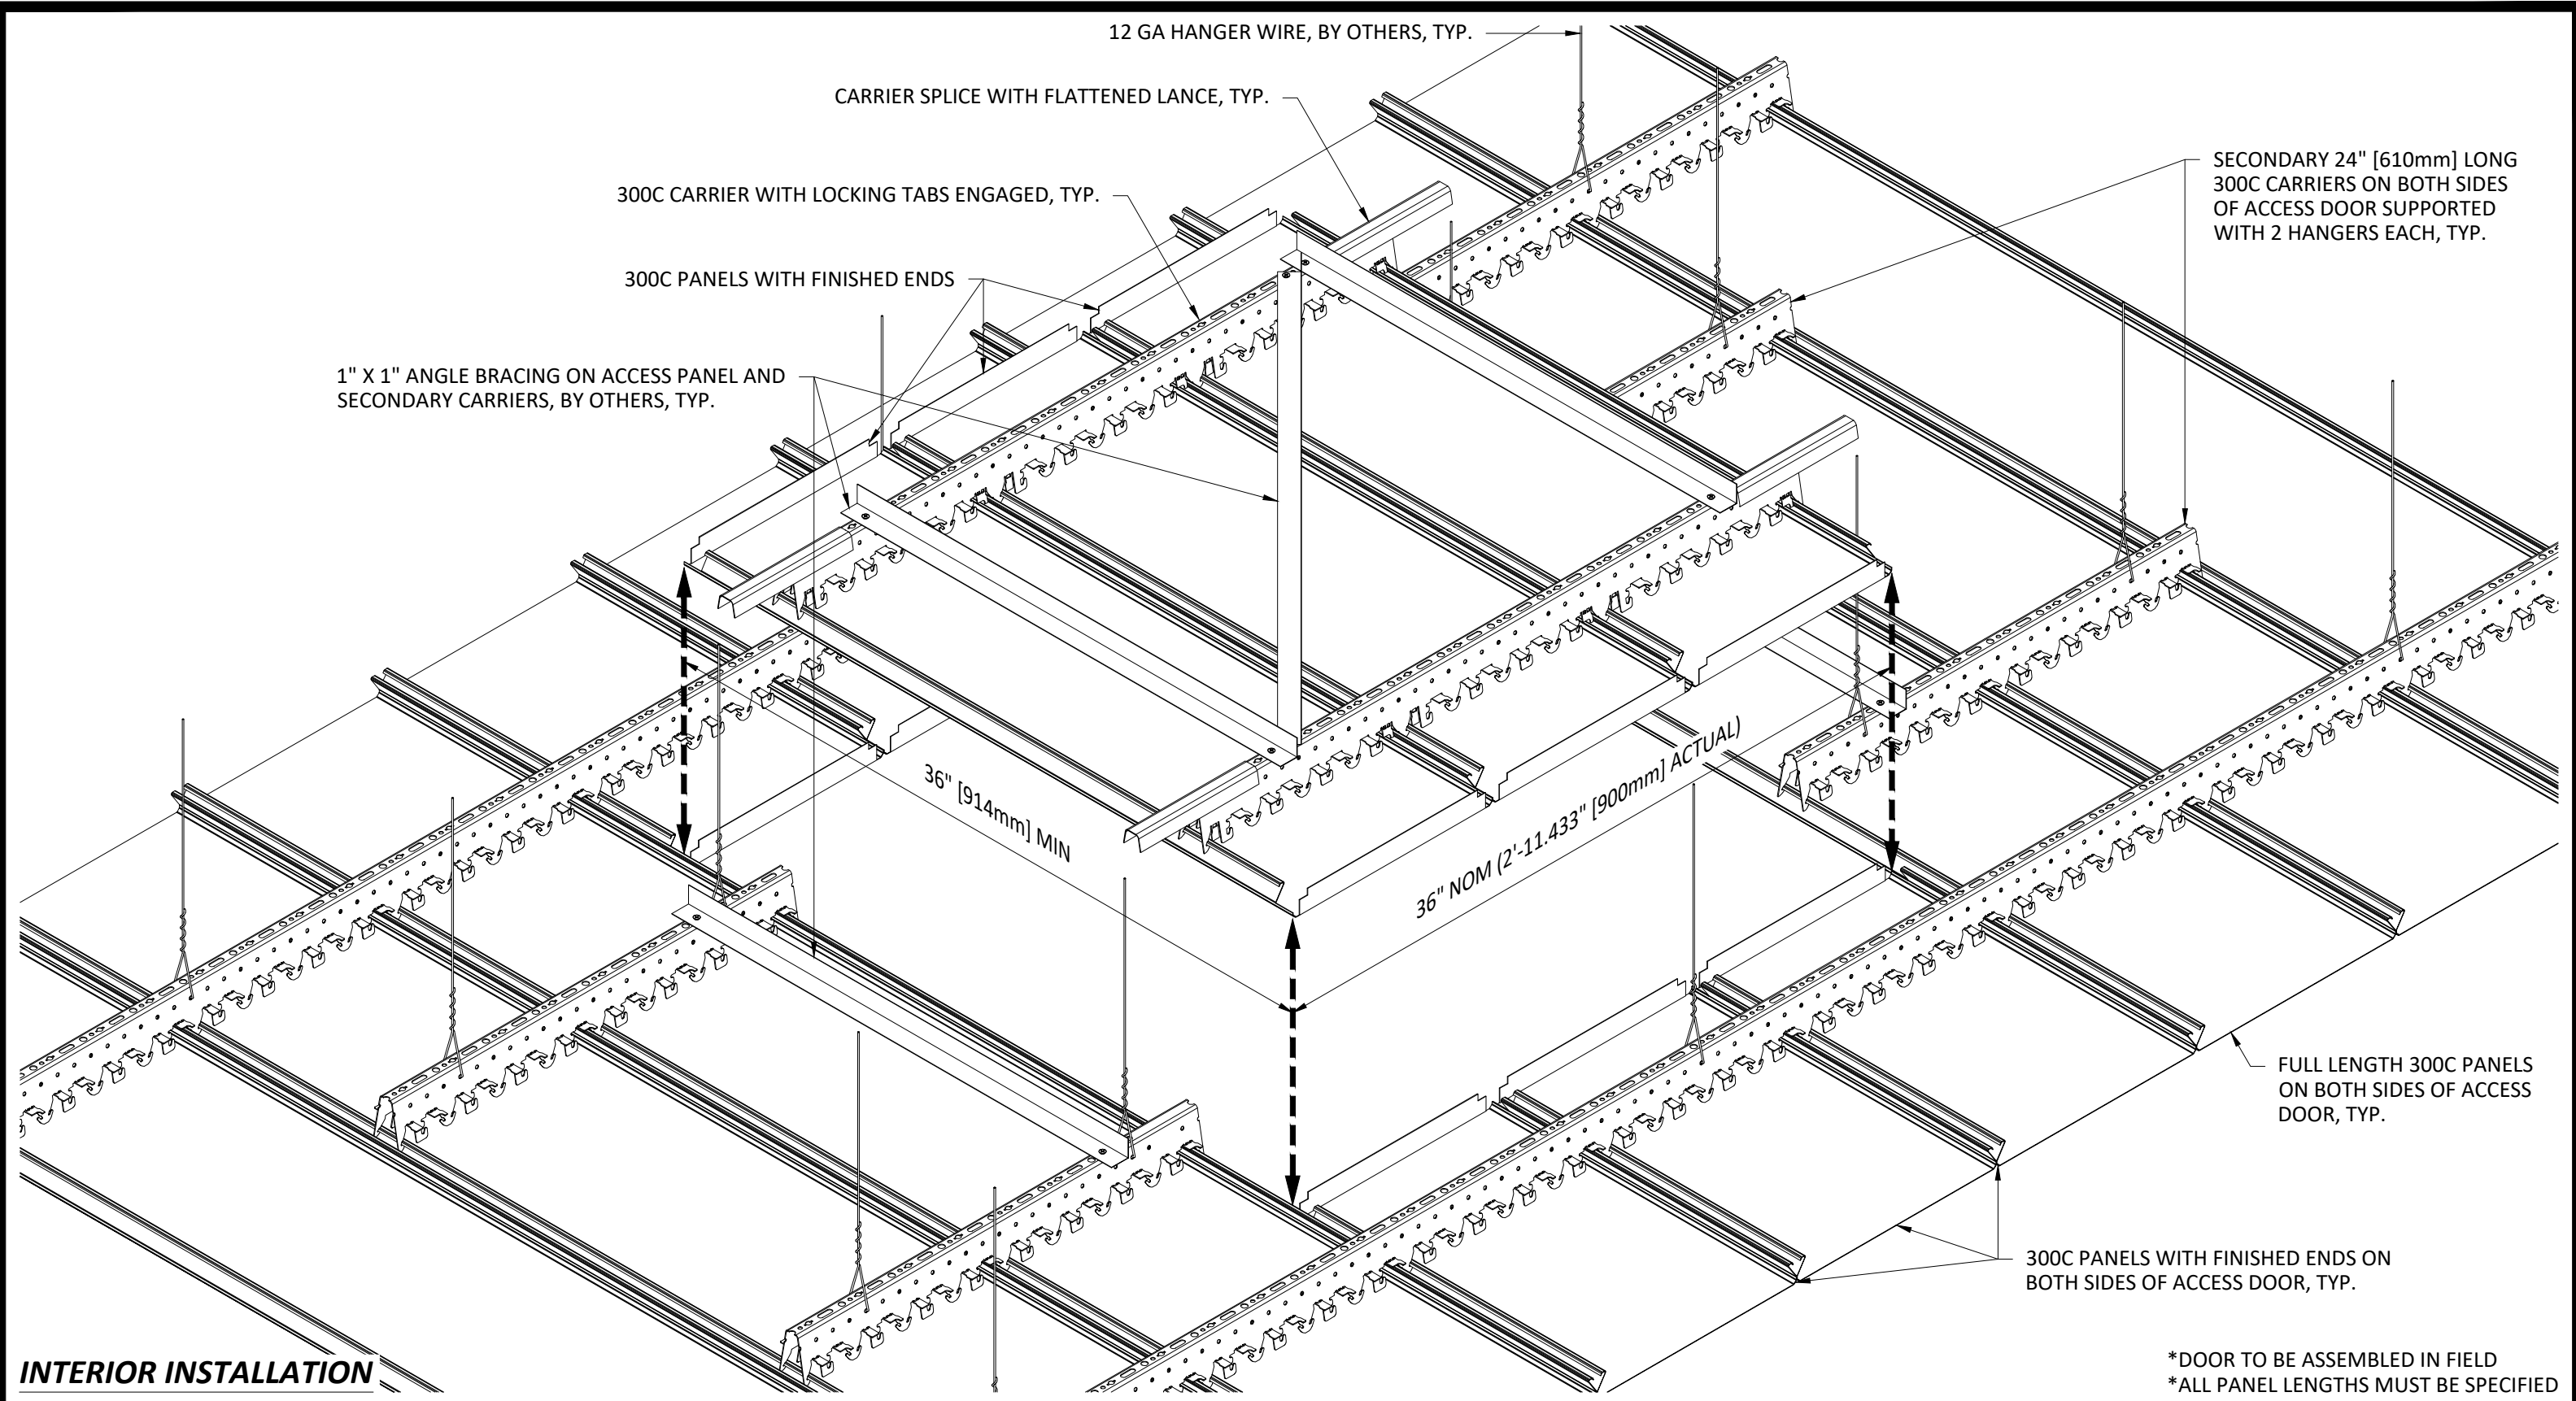 12 GA HANGER WIRE, BY OTHERS, TYP.
CARRIER SPLICE WITH FLATTENED LANCE, TYP.
300C CARRIER WITH LOCKING TABS ENGAGED, TYP.
300C PANELS WITH FINISHED ENDS
1" X 1" ANGLE BRACING ON ACCESS PANEL AND
SECONDARY CARRIERS, BY OTHERS, TYP.
SECONDARY 24" [610mm] LONG
300C CARRIERS ON BOTH SIDES
OF ACCESS DOOR SUPPORTED
WITH 2 HANGERS EACH, TYP.
36" [914mm] MIN
36" NOM (2'-11.433" [900mm] ACTUAL)
FULL LENGTH 300C PANELS
ON BOTH SIDES OF ACCESS
DOOR, TYP.
300C PANELS WITH FINISHED ENDS ON
BOTH SIDES OF ACCESS DOOR, TYP.
INTERIOR INSTALLATION
*DOOR TO BE ASSEMBLED IN FIELD
*ALL PANEL LENGTHS MUST BE SPECIFIED